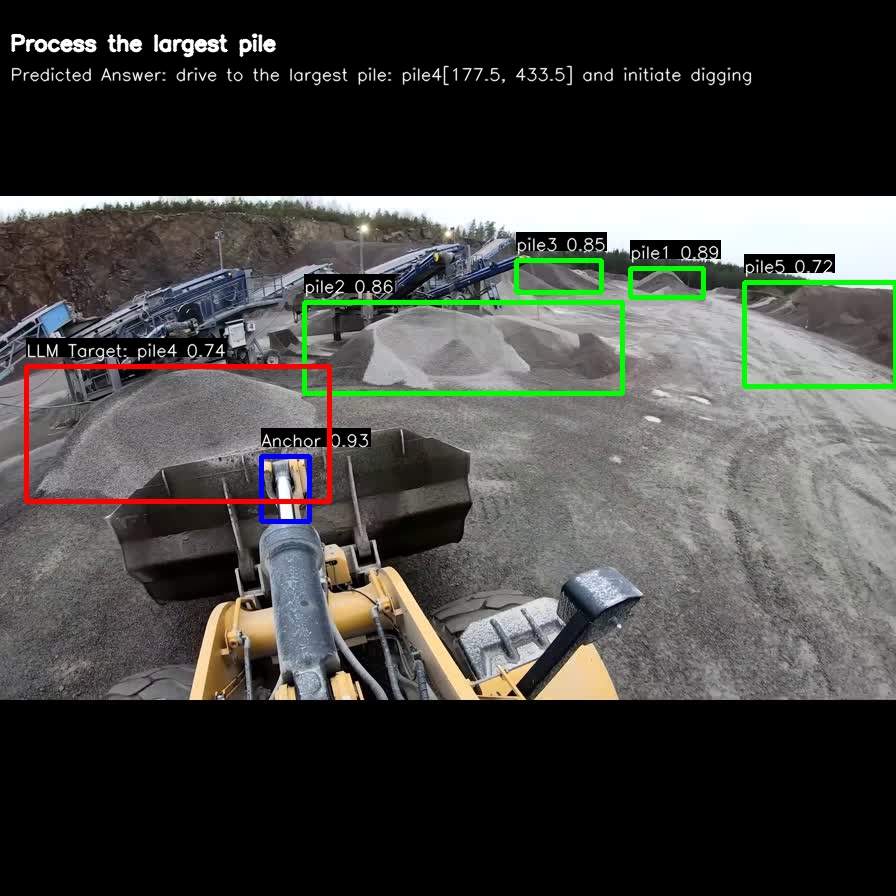 Process the largest pile
Predicted Answer: drive to the largest pile: pile4[177.5, 433.5] and initiate digging
pile3 0.85
pile1 0.89
pile5 0.72
pile2 0.86
LLM Target: pile4 0.74
Anchor 0.93